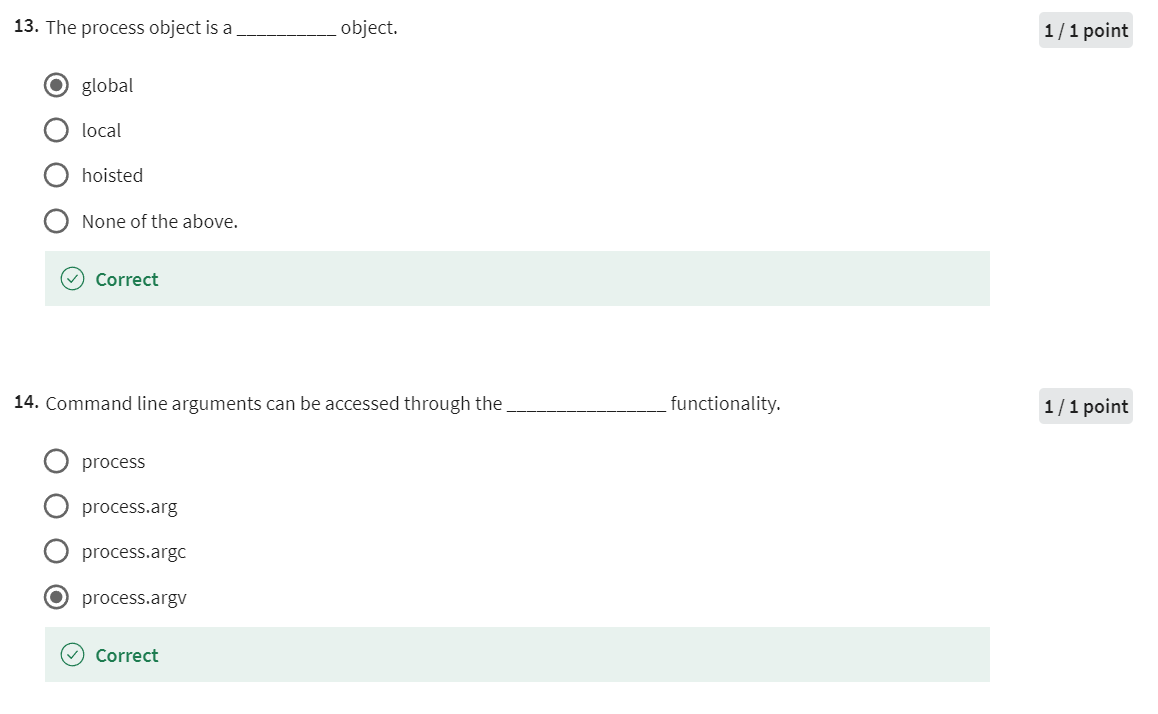 13. The process object is a __________ object.
1 / 1 point
global
local
hoisted
None of the above.
Correct
14. Command line arguments can be accessed through the ________________ functionality.
1 / 1 point
process
process.arg
process.argc
process.argv
Correct